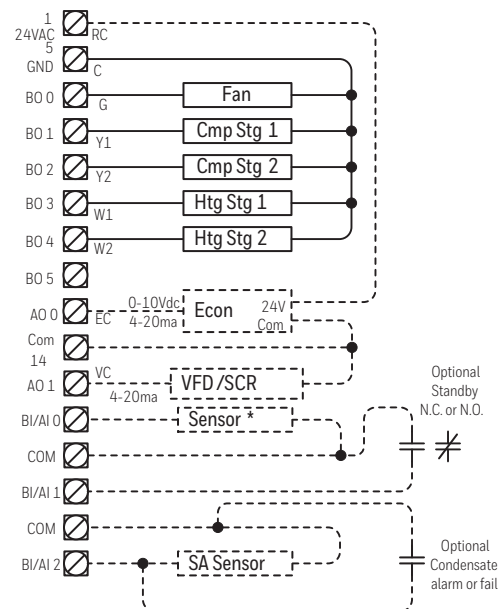 1
24VAC
RC
5
GND
C
BO 0
G
Fan
BO 1
Y1
Cmp Stg 1
BO 2
Y2
Cmp Stg 2
BO 3
W1
Htg Stg 1
BO 4
W2
Htg Stg 2
BO 5
AO 0
EC
0-10Vdc
4-20ma
Econ
24V
Com
Com
14
AO 1
VC
4-20ma
VFD/SCR
BI/AI 0
Sensor *
COM
Optional
Standby
N.C. or N.O.
BI/AI 1
COM
BI/AI 2
SA Sensor
Optional
Condensate
alarm or fail